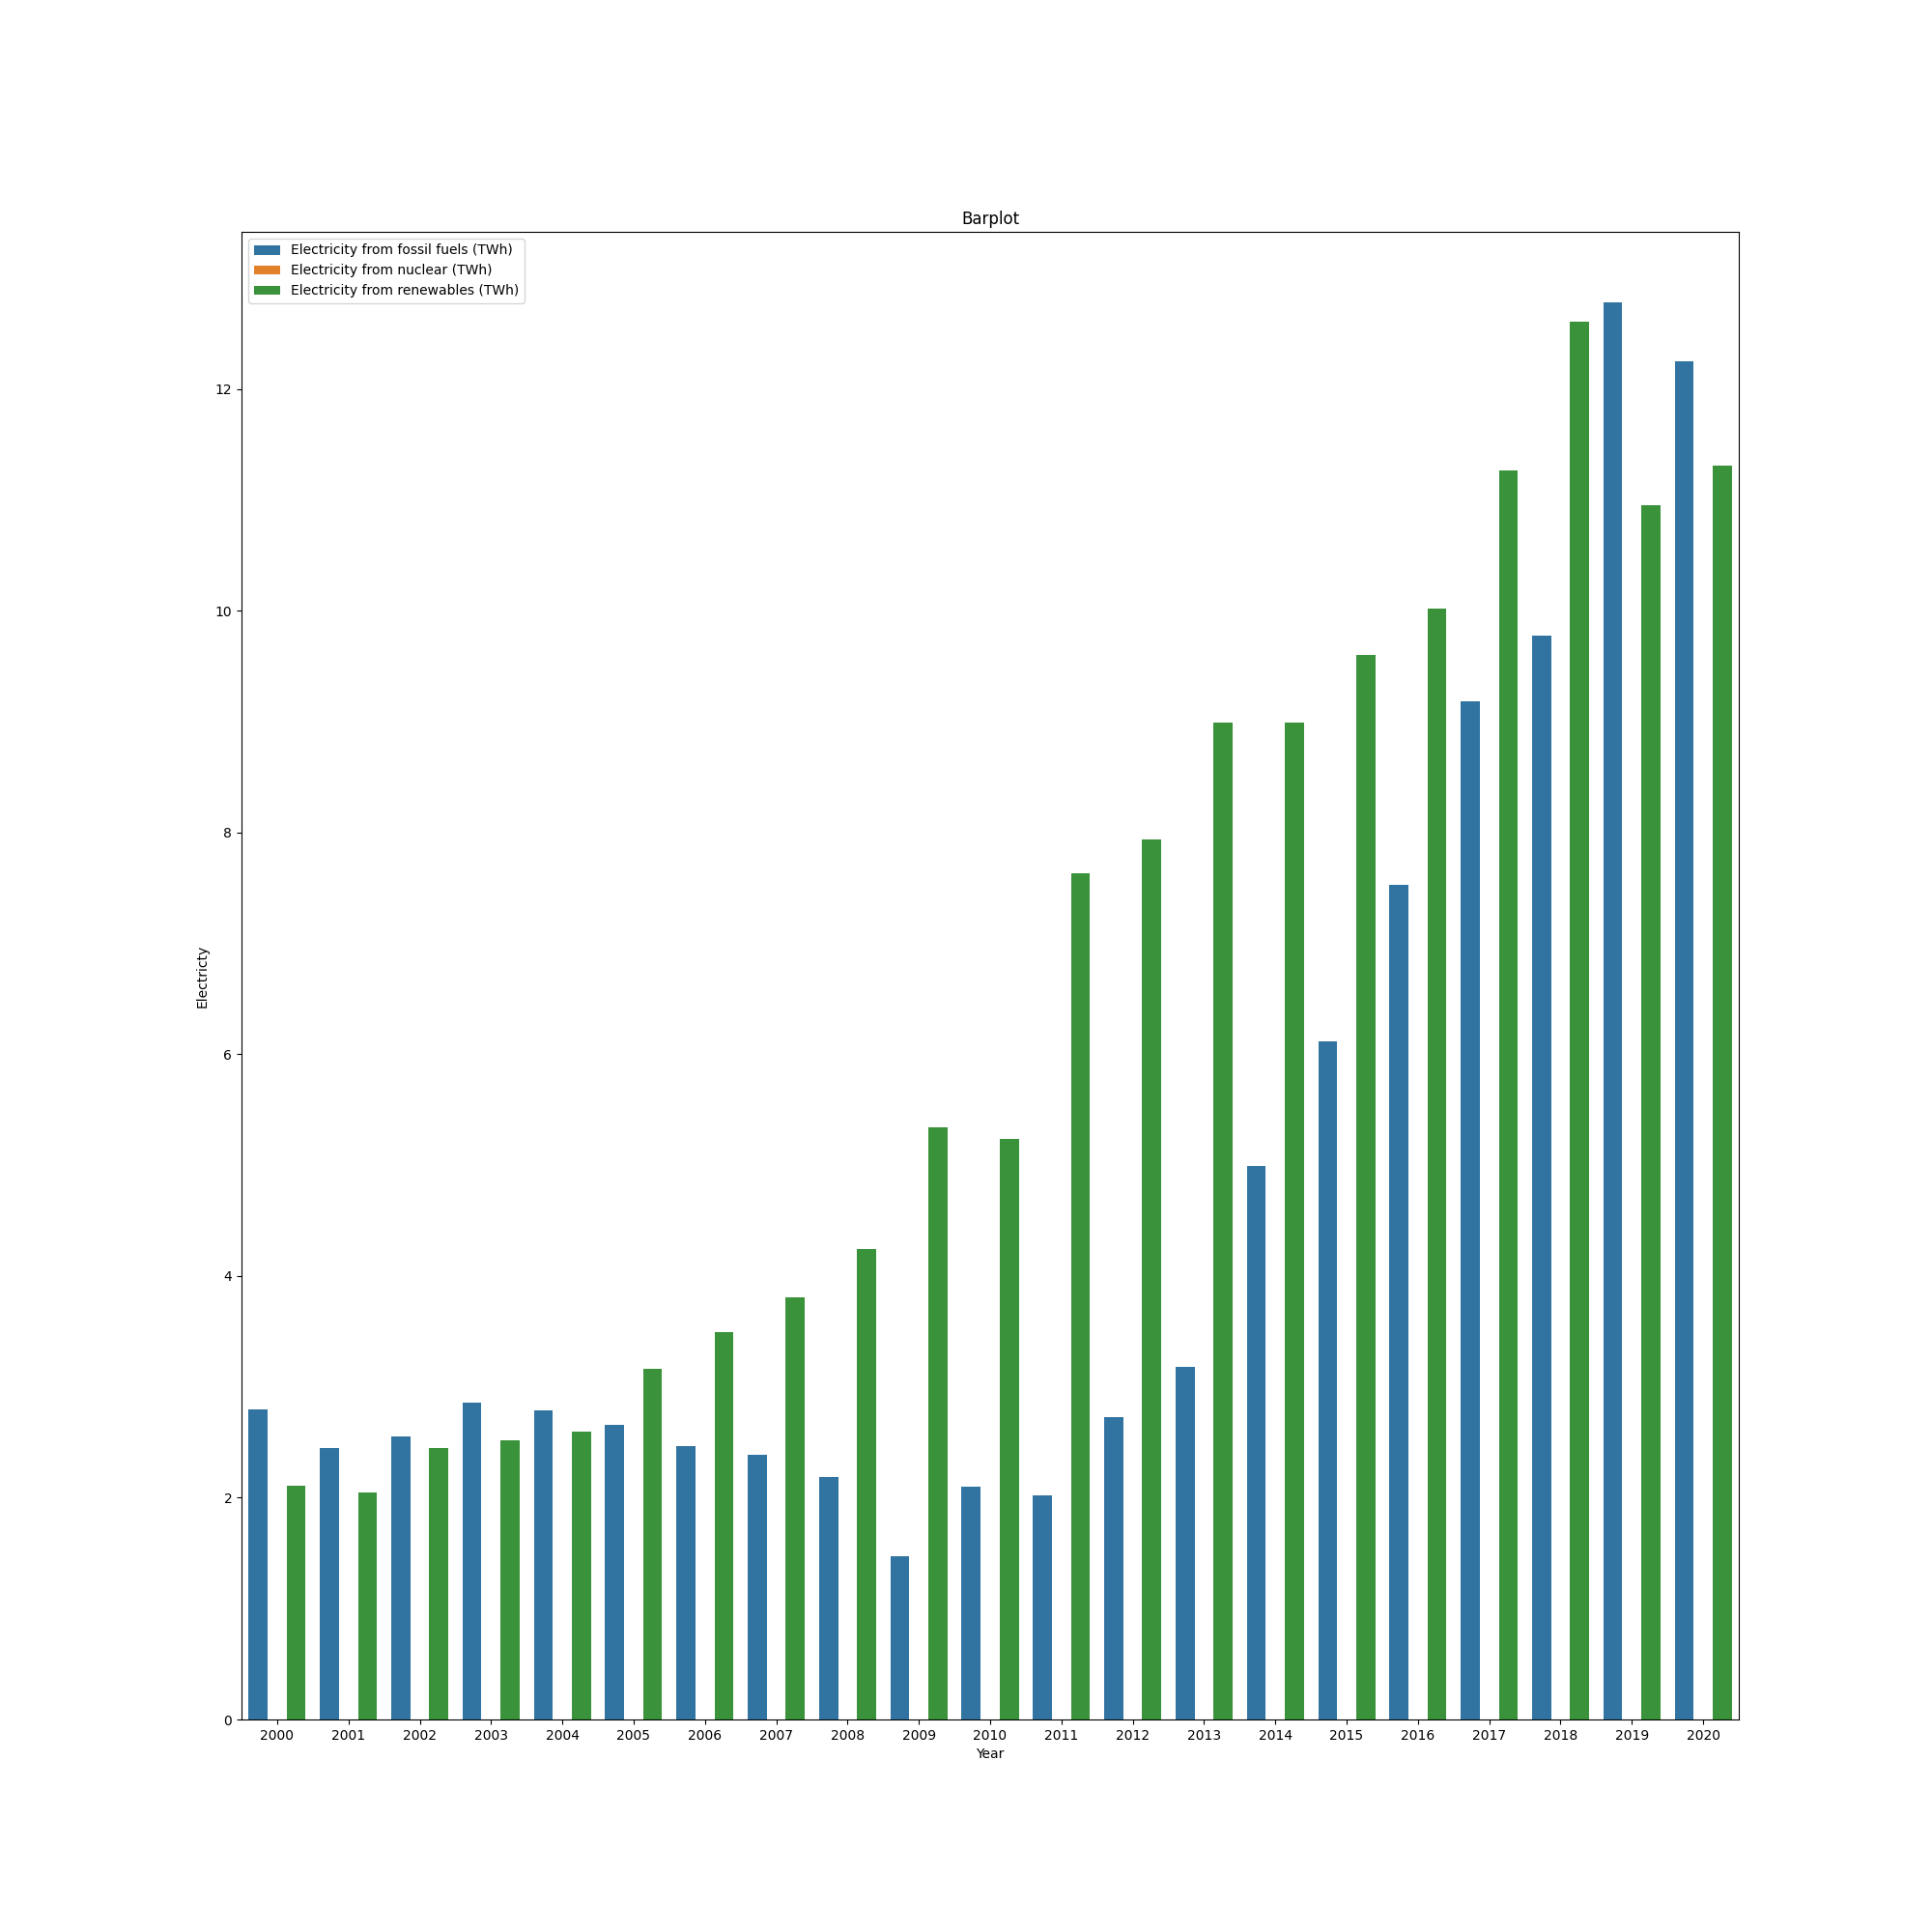 Barplot
Electricity from fossil fuels (TWh)
Electricity from nuclear (TWh)
Electricity from renewables (TWh)
12
10
8
6
4
2
0
Electricty
2000 2001 2002 2003 2004 2005 2006 2007 2008 2009 2010 2011 2012 2013 2014 2015 2016 2017 2018 2019 2020
Year